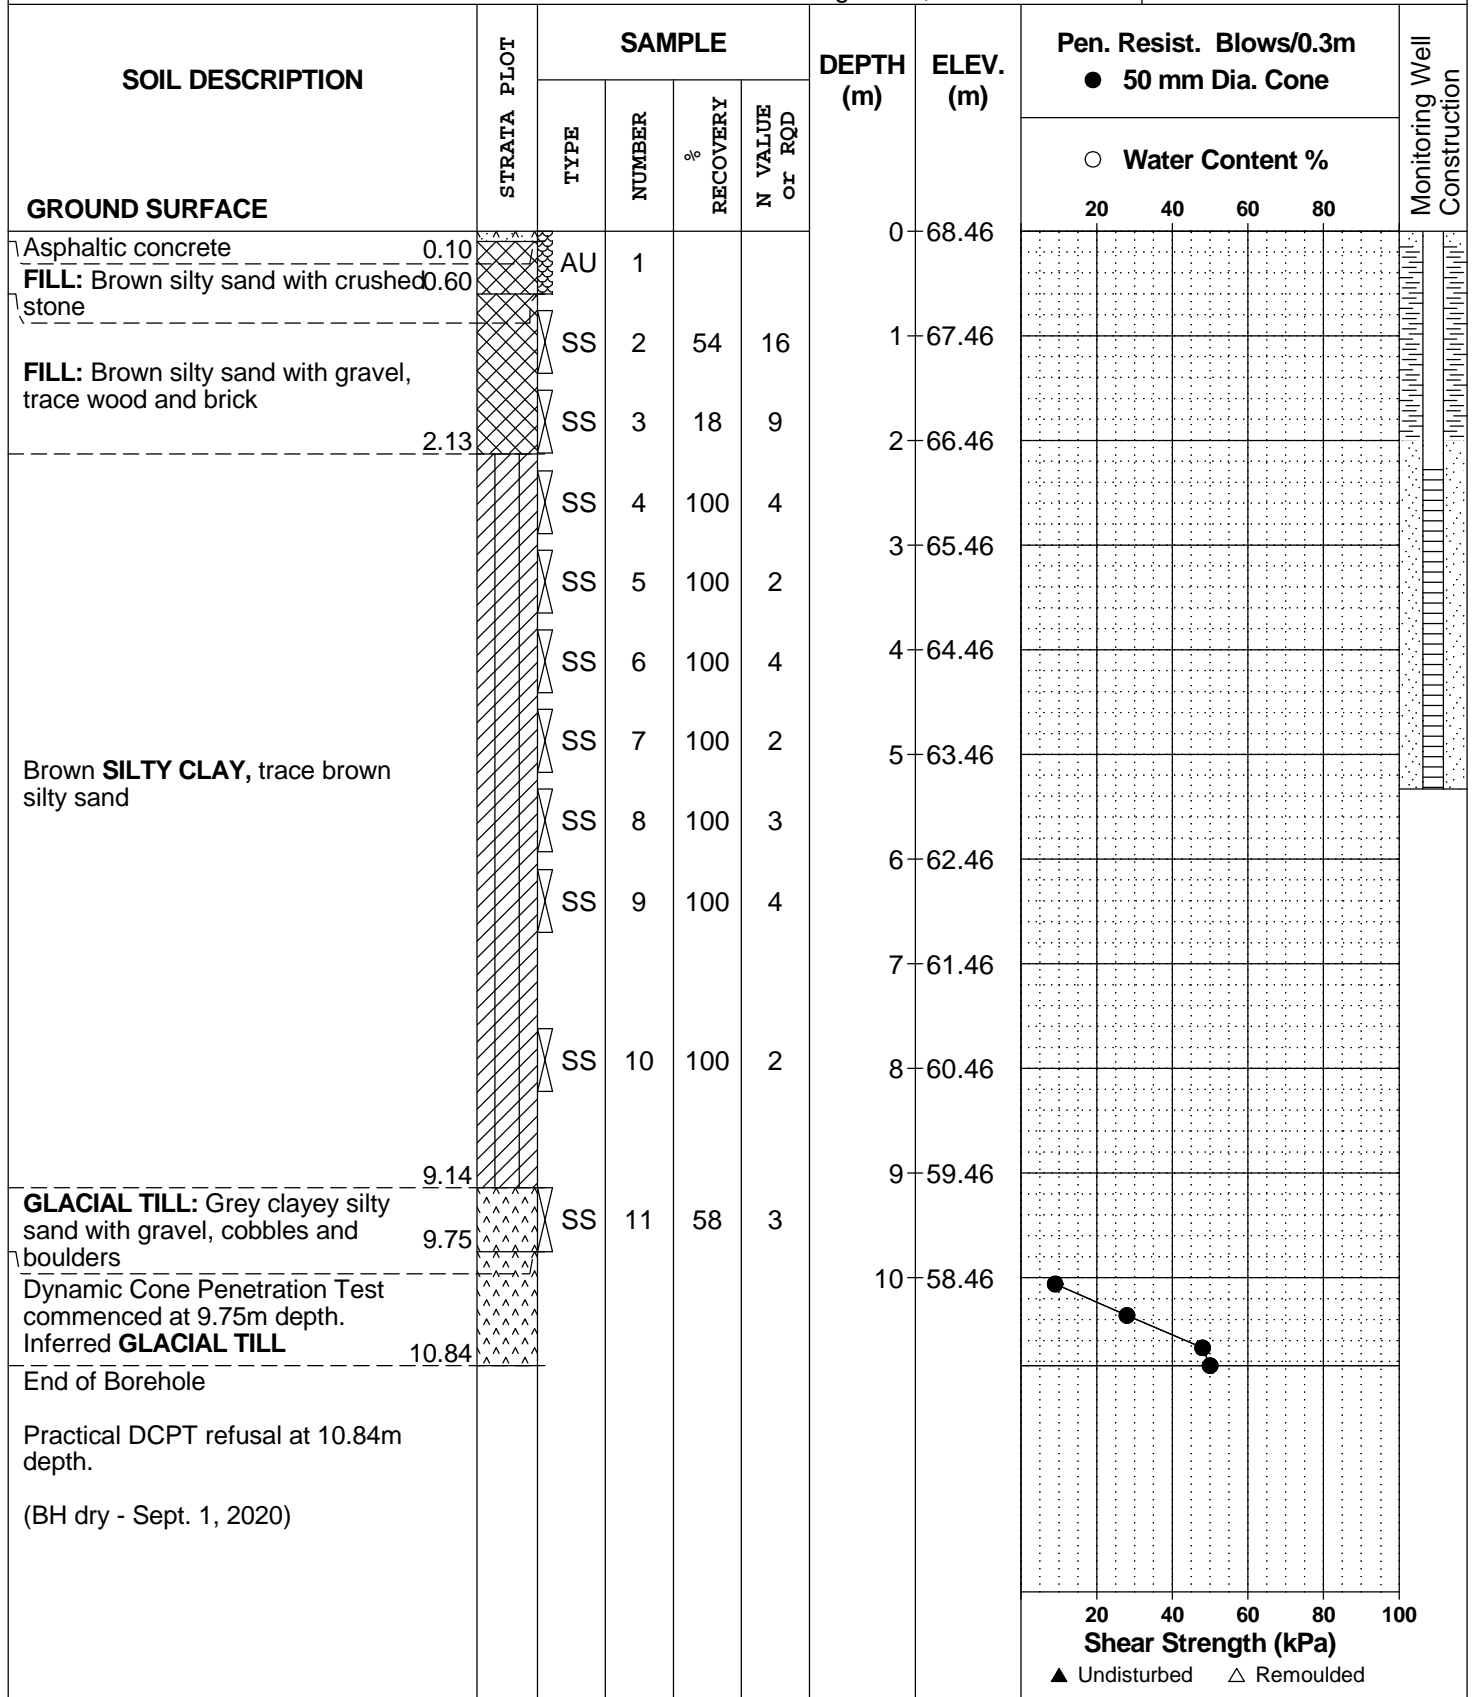 SOIL DESCRIPTION
GROUND SURFACE
STRATA PLOT
SAMPLE
TYPE
NUMBER
% RECOVERY
N VALUE or RQD
DEPTH (m)
ELEV. (m)
Pen. Resist. Blows/0.3m
● 50 mm Dia. Cone
○ Water Content %
20 40 60 80
Monitoring Well Construction
0 68.46
Asphaltic concrete 0.10
AU 1
FILL: Brown silty sand with crushed 0.60
stone
SS 2 54 16
1 67.46
FILL: Brown silty sand with gravel,
trace wood and brick
SS 3 18 9
2.13
2 66.46
SS 4 100 4
3 65.46
SS 5 100 2
4 64.46
SS 6 100 4
SS 7 100 2
5 63.46
Brown SILTY CLAY, trace brown
silty sand
SS 8 100 3
6 62.46
SS 9 100 4
7 61.46
SS 10 100 2
8 60.46
9.14
9 59.46
GLACIAL TILL: Grey clayey silty
sand with gravel, cobbles and
boulders
9.75
SS 11 58 3
10 58.46
Dynamic Cone Penetration Test
commenced at 9.75m depth.
Inferred GLACIAL TILL
10.84
End of Borehole
Practical DCPT refusal at 10.84m
depth.
(BH dry - Sept. 1, 2020)
20 40 60 80 100
Shear Strength (kPa)
▲ Undisturbed △ Remoulded